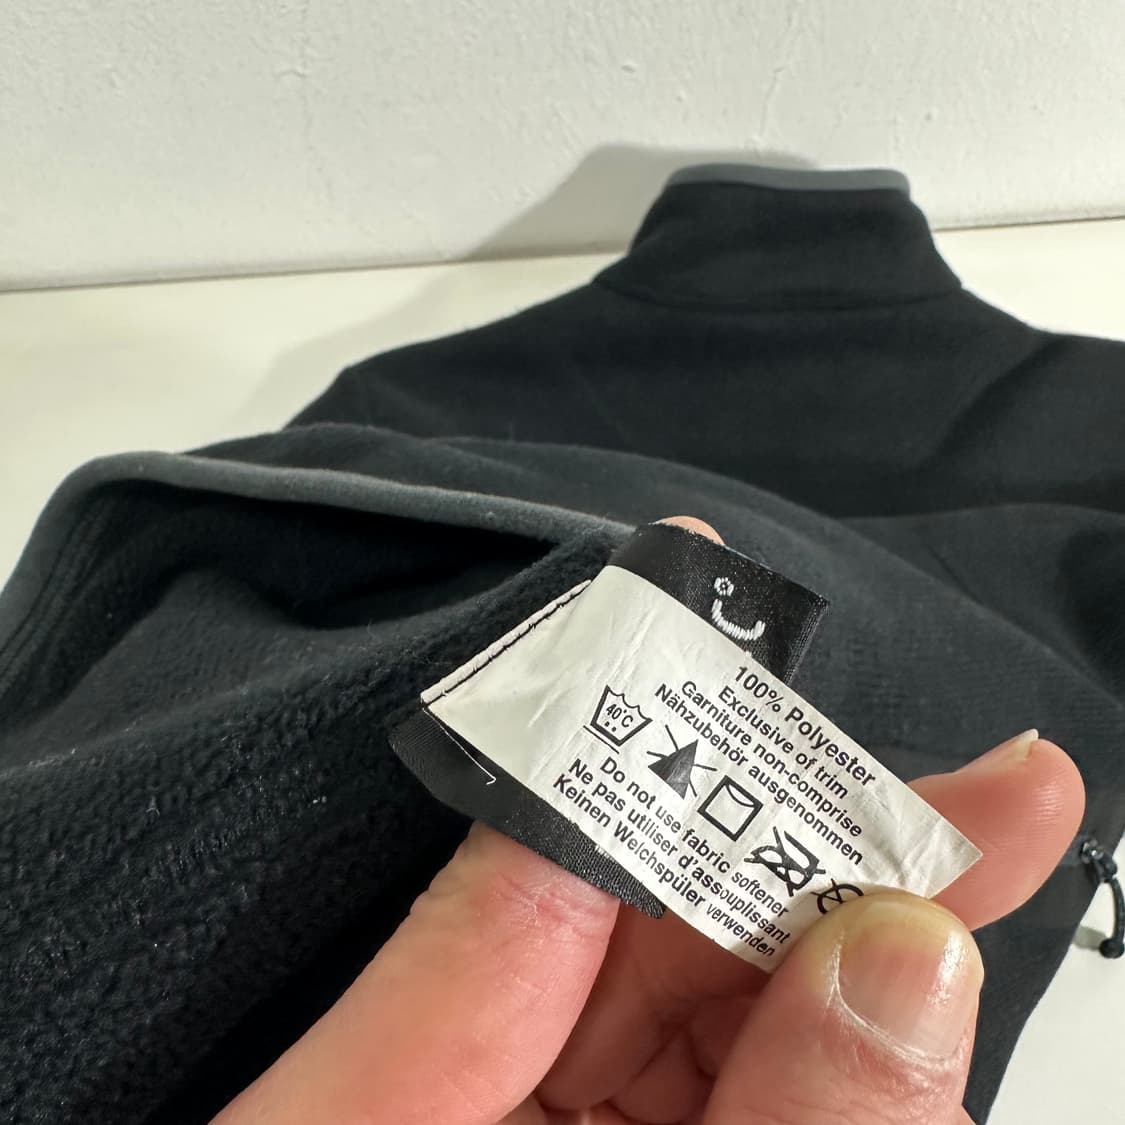 100% Polyester
Exclusive of trim
Garniture non-comprise
Nähzubehör ausgenommen
40°C
Do not use fabric softener
Ne pas utiliser d'assouplissant
Keinen Weichspüler verwenden